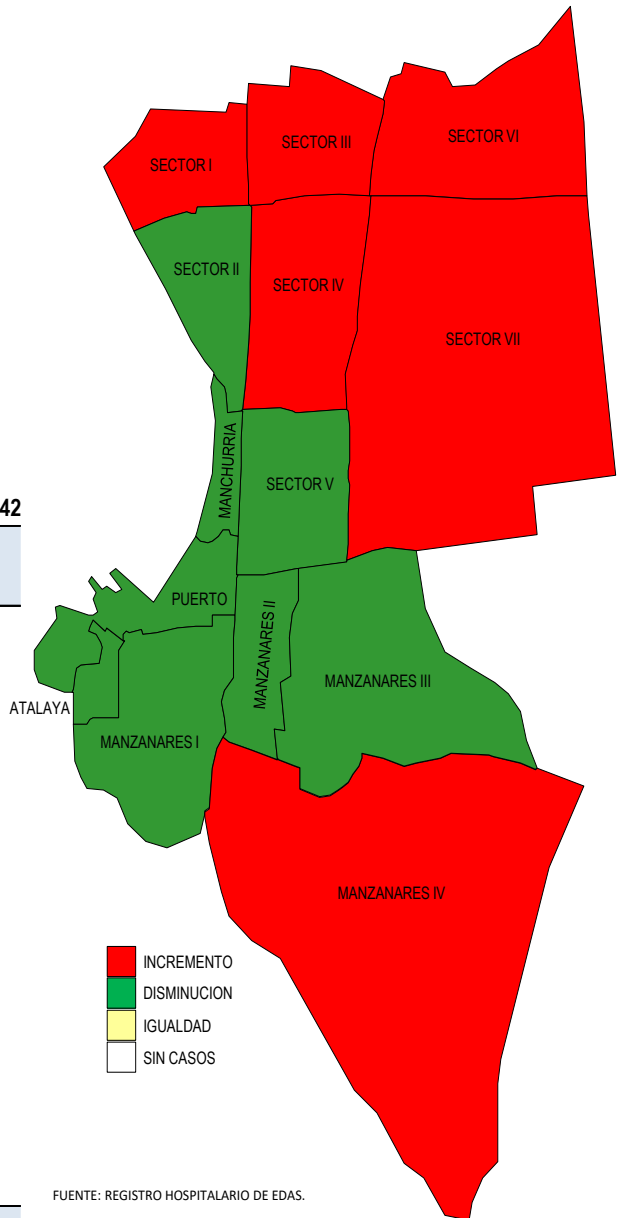 SECTOR VI
SECTOR III
SECTOR I
SECTOR II
SECTOR IV
SECTOR VII
MANCHURRIA
SECTOR V
42
PUERTO
MANZANARES II
MANZANARES III
ATALAYA
MANZANARES I
MANZANARES IV
INCREMENTO
DISMINUCION
IGUALDAD
SIN CASOS
FUENTE: REGISTRO HOSPITALARIO DE EDAS.